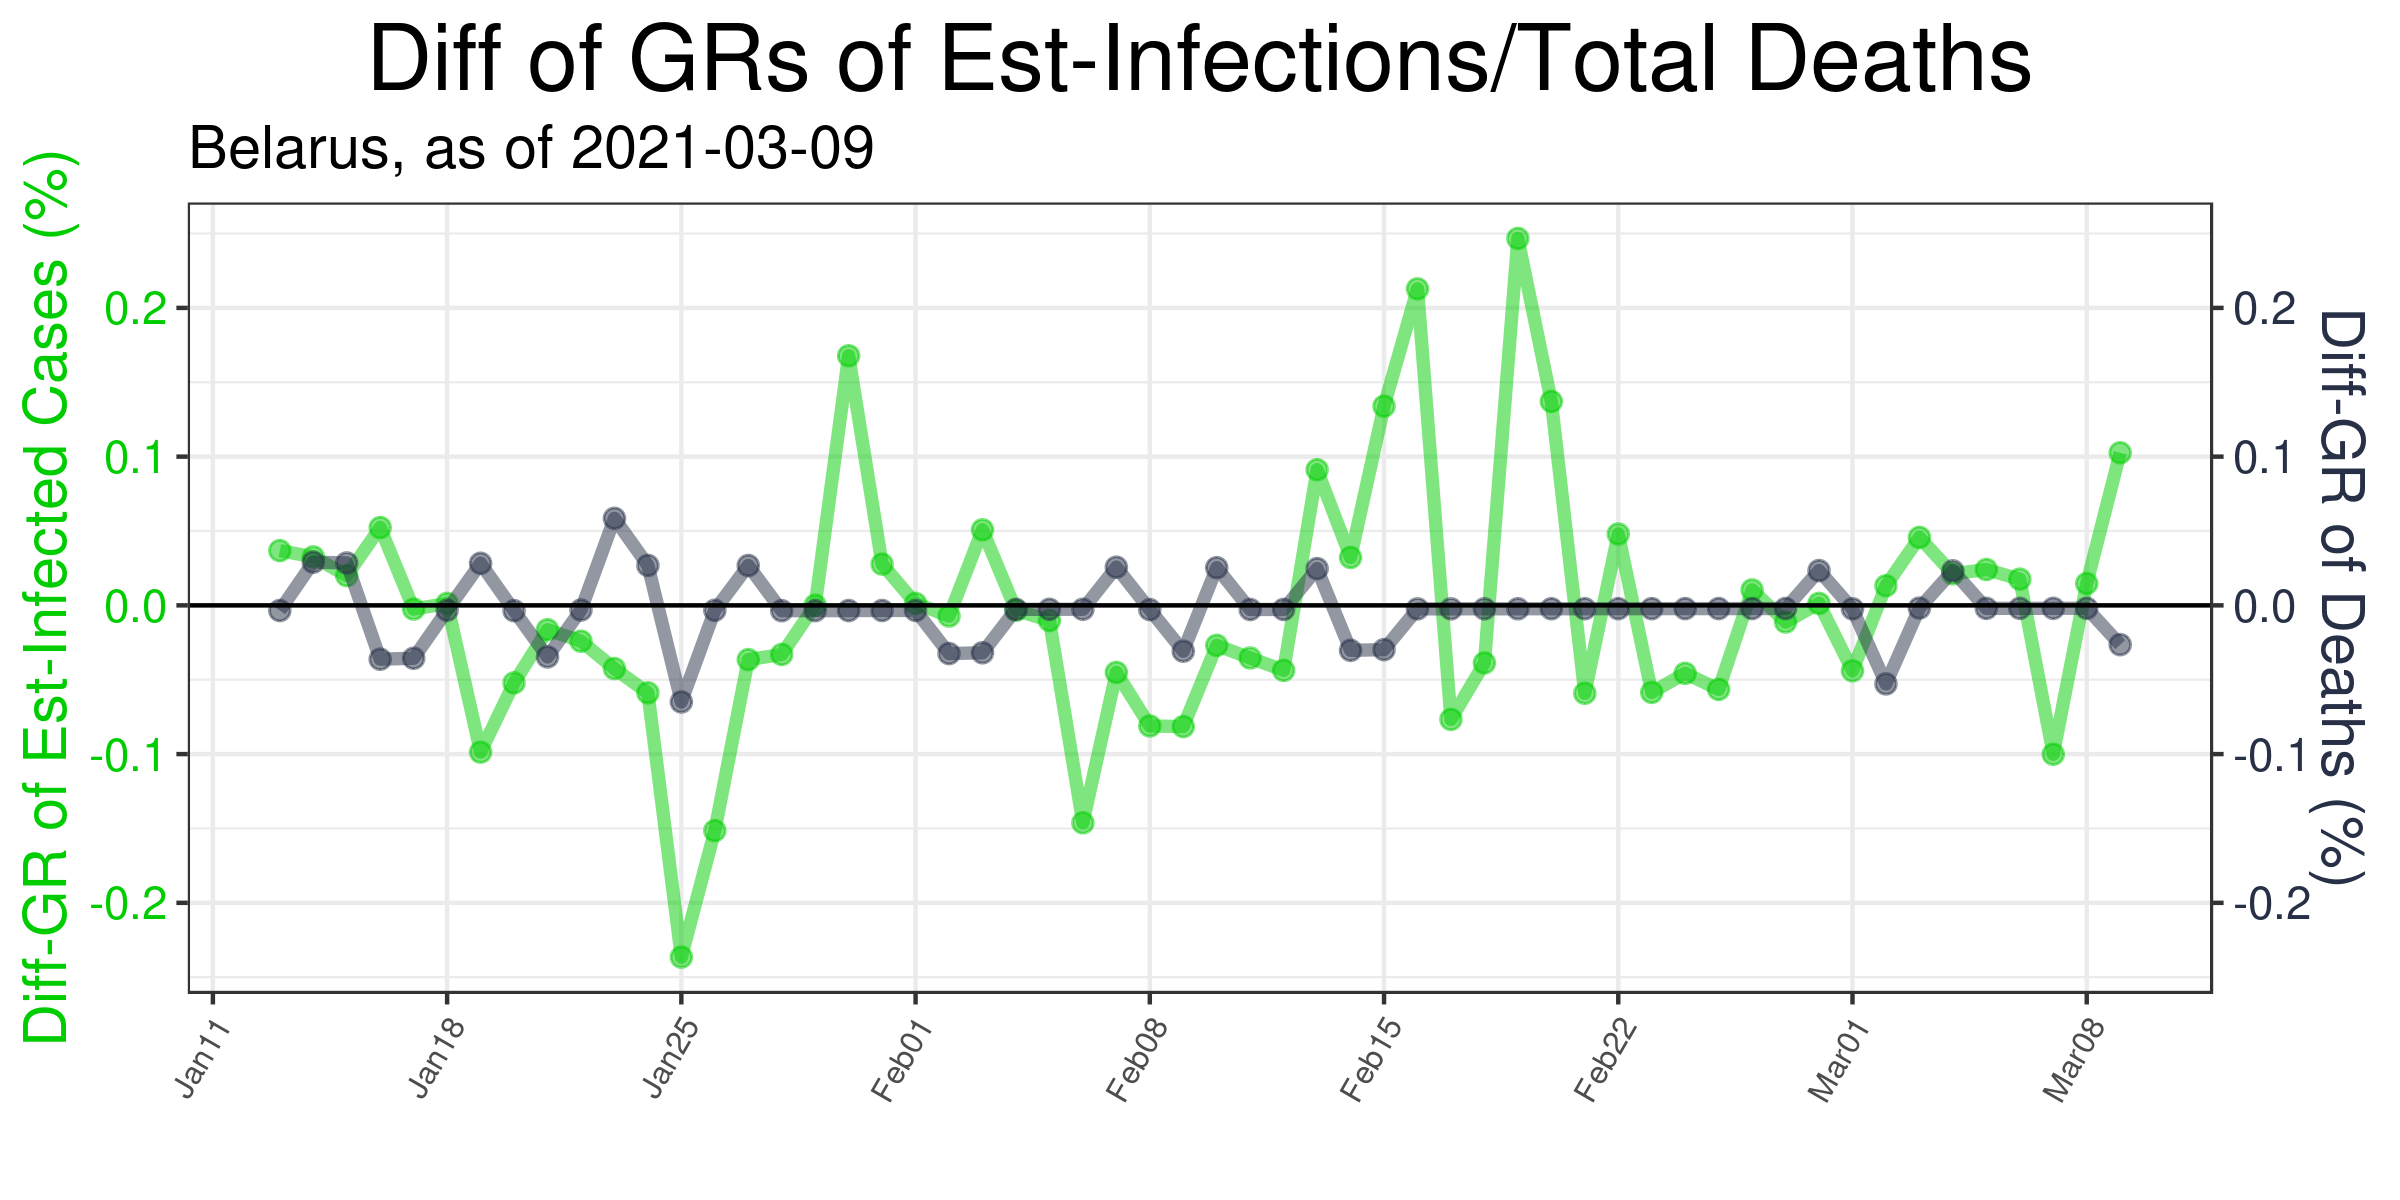 Diff of GRs of Est-Infections/Total Deaths
Belarus, as of 2021-03-09
Diff-GR of Est-Infected Cases (%)
0.2
0.1
0.0
-0.1
-0.2
0.2
0.1
0.0
-0.1
-0.2
Diff-GR of Deaths (%)
Jan11
Jan18
Jan25
Feb01
Feb08
Feb15
Feb22
Mar01
Mar08